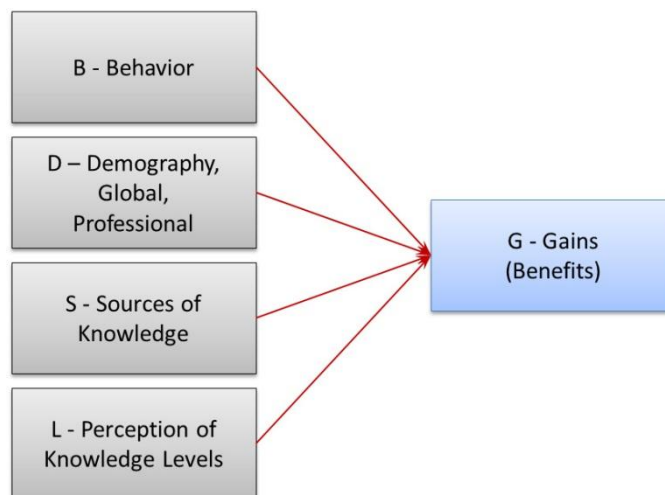 B - Behavior
D – Demography,
Global,
Professional
S - Sources of
Knowledge
L - Perception of
Knowledge Levels
G - Gains
(Benefits)